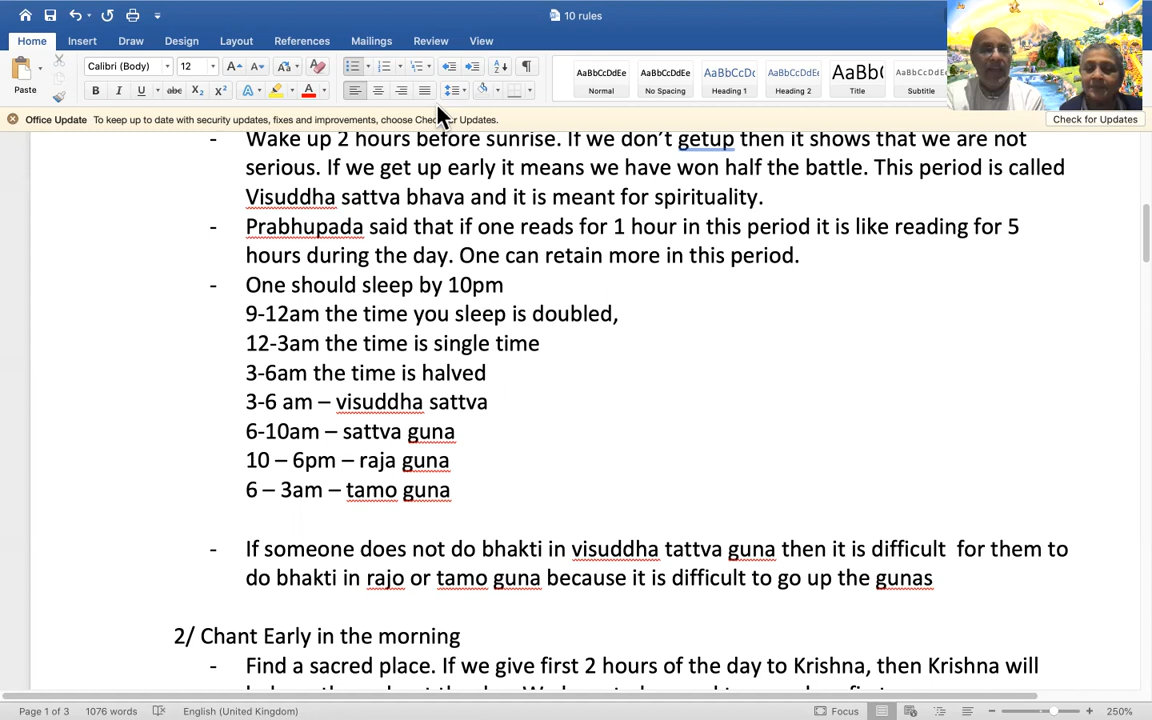 10 rules
Home Insert Draw Design Layout References Mailings Review View
Paste Calibri (Body) 12 AaBbCcDdEe Normal AaBbCcDdEe No Spacing AaBbCcDc Heading 1 AaBbCcDdEe Heading 2 AaBbC Title AaBbCcDdEe Subtitle
B I U abc X₂ X² A A
Office Update To keep up to date with security updates, fixes and improvements, choose Check for Updates. Check for Updates
- Wake up 2 hours before sunrise. If we don't getup then it shows that we are not
serious. If we get up early it means we have won half the battle. This period is called
Visuddha sattva bhava and it is meant for spirituality.
- Prabhupada said that if one reads for 1 hour in this period it is like reading for 5
hours during the day. One can retain more in this period.
- One should sleep by 10pm
9-12am the time you sleep is doubled,
12-3am the time is single time
3-6am the time is halved
3-6 am – visuddha sattva
6-10am – sattva guna
10 – 6pm – raja guna
6 – 3am – tamo guna
- If someone does not do bhakti in visuddha tattva guna then it is difficult for them to
do bhakti in rajo or tamo guna because it is difficult to go up the gunas
2/ Chant Early in the morning
- Find a sacred place. If we give first 2 hours of the day to Krishna, then Krishna will
Page 1 of 3 1076 words English (United Kingdom) Focus 250%